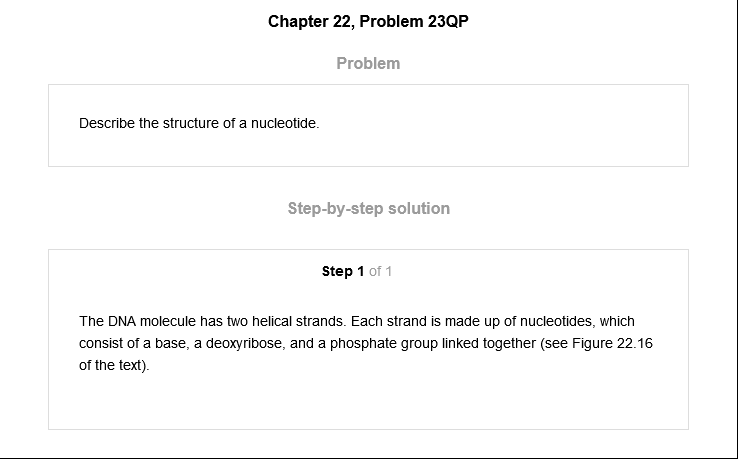 Chapter 22, Problem 23QP
Problem
Describe the structure of a nucleotide.
Step-by-step solution
Step 1 of 1
The DNA molecule has two helical strands. Each strand is made up of nucleotides, which
consist of a base, a deoxyribose, and a phosphate group linked together (see Figure 22.16
of the text).